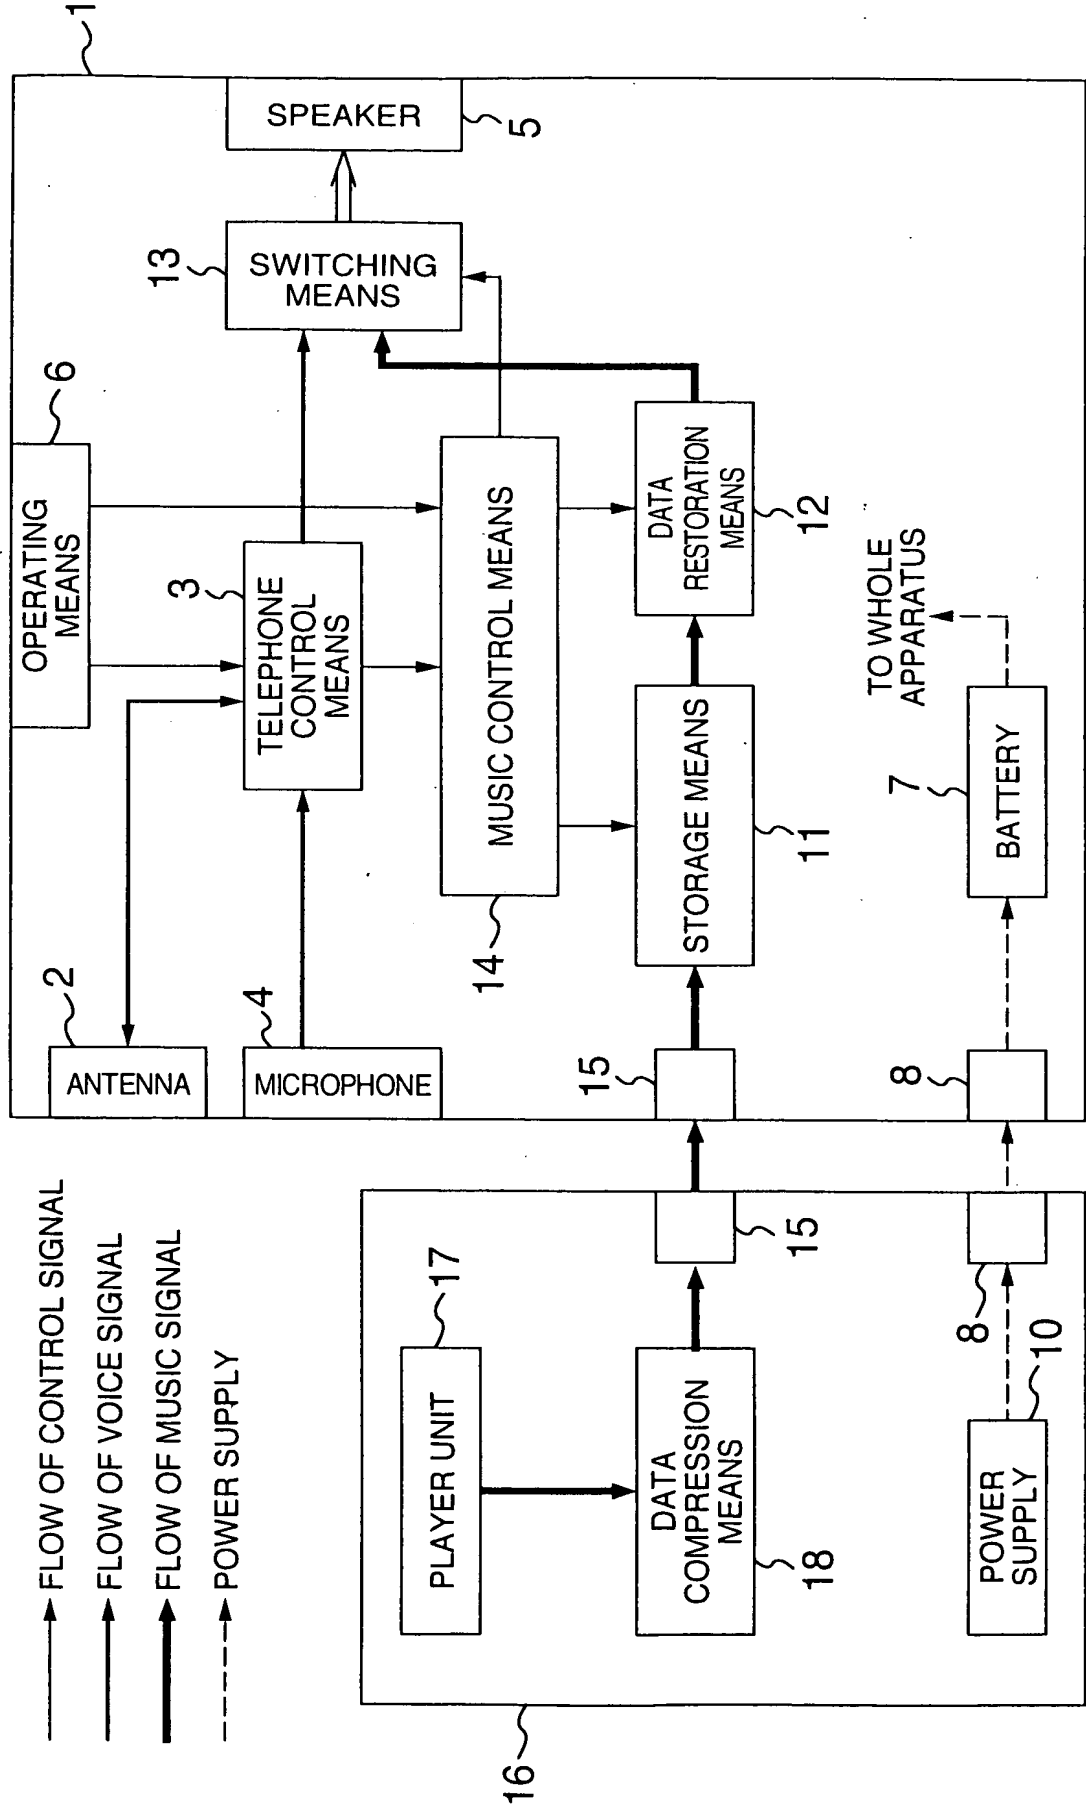 FLOW OF CONTROL SIGNAL
FLOW OF VOICE SIGNAL
FLOW OF MUSIC SIGNAL
POWER SUPPLY
16
PLAYER UNIT
17
DATA
COMPRESSION
MEANS
18
15
POWER
SUPPLY
10
8
1
ANTENNA
2
MICROPHONE
4
OPERATING
MEANS
6
TELEPHONE
CONTROL
MEANS
3
SWITCHING
MEANS
13
SPEAKER
5
MUSIC CONTROL MEANS
14
15
STORAGE MEANS
11
DATA
RESTORATION
MEANS
12
8
BATTERY
7
TO WHOLE
APPARATUS